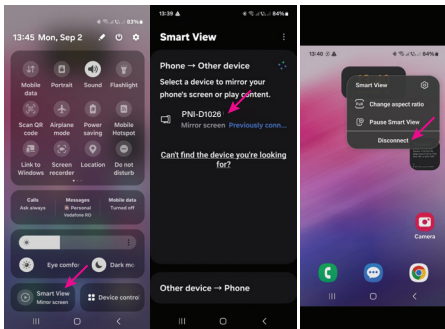 83%
13:45 Mon, Sep 2
Mobile data
Portrait
Sound
Flashlight
Scan QR code
Airplane mode
Power saving
Mobile Hotspot
Link to Windows
Screen recorder
Location
Do not disturb
Calls
Ask always
Messages
Personal
Vodafone RO
Mobile data
Turned off
Eye comfo
Dark mo
Smart View
Mirror screen
Device contro
13:39
84%
Smart View
Phone → Other device
Select a device to mirror your
phone's screen or play content.
PNI-D1026
Mirror screen Previously conn...
Can't find the device you're looking
for?
Other device → Phone
13:40
84%
Smart View
Change aspect ratio
Pause Smart View
Disconnect
Camera